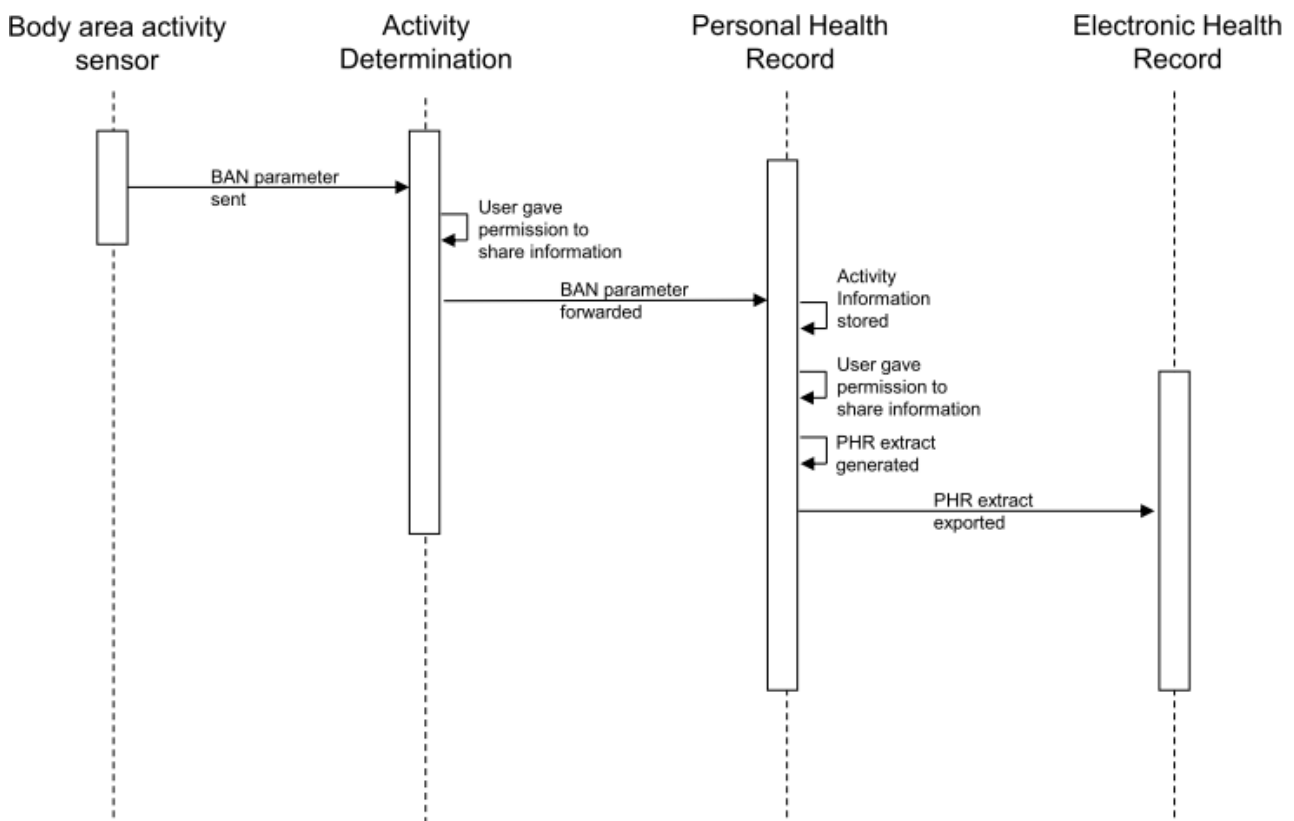 Body area activity
sensor
Activity
Determination
Personal Health
Record
Electronic Health
Record
BAN parameter
sent
User gave
permission to
share information
BAN parameter
forwarded
Activity
Information
stored
User gave
permission to
share information
PHR extract
generated
PHR extract
exported